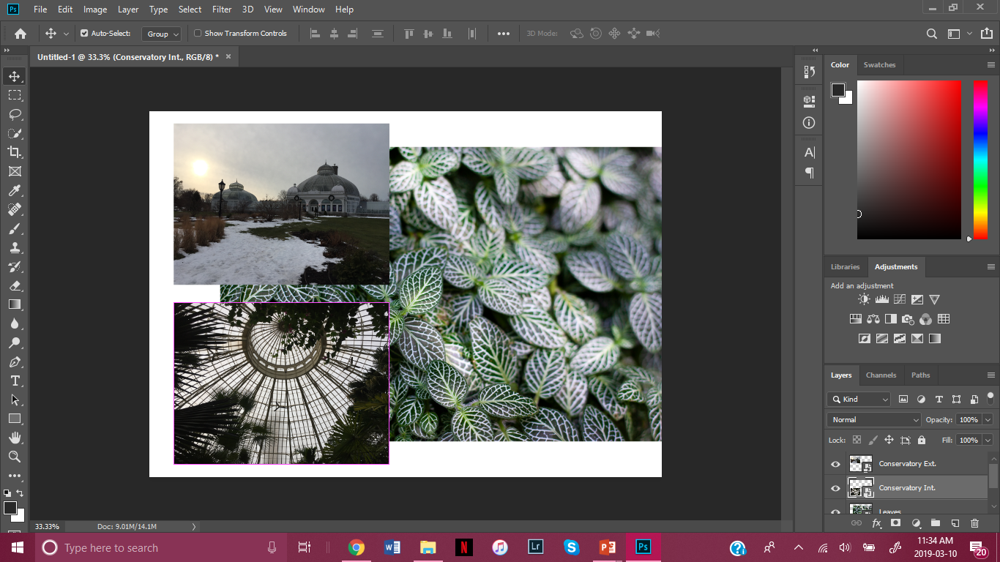 Ps File Edit Image Layer Type Select Filter 3D View Window Help
Auto-Select: Group Show Transform Controls 3D Mode:
Untitled-1 @ 33.3% (Conservatory Int., RGB/8) *
Color Swatches
Libraries Adjustments
Add an adjustment
Layers Channels Paths
Kind
Normal Opacity: 100%
Lock: Fill: 100%
Conservatory Ext.
Conservatory Int.
Leaves
33.33% Doc: 9.01M/14.1M
Type here to search
W N Lr S P Ps
11:34 AM
2019-03-10
20